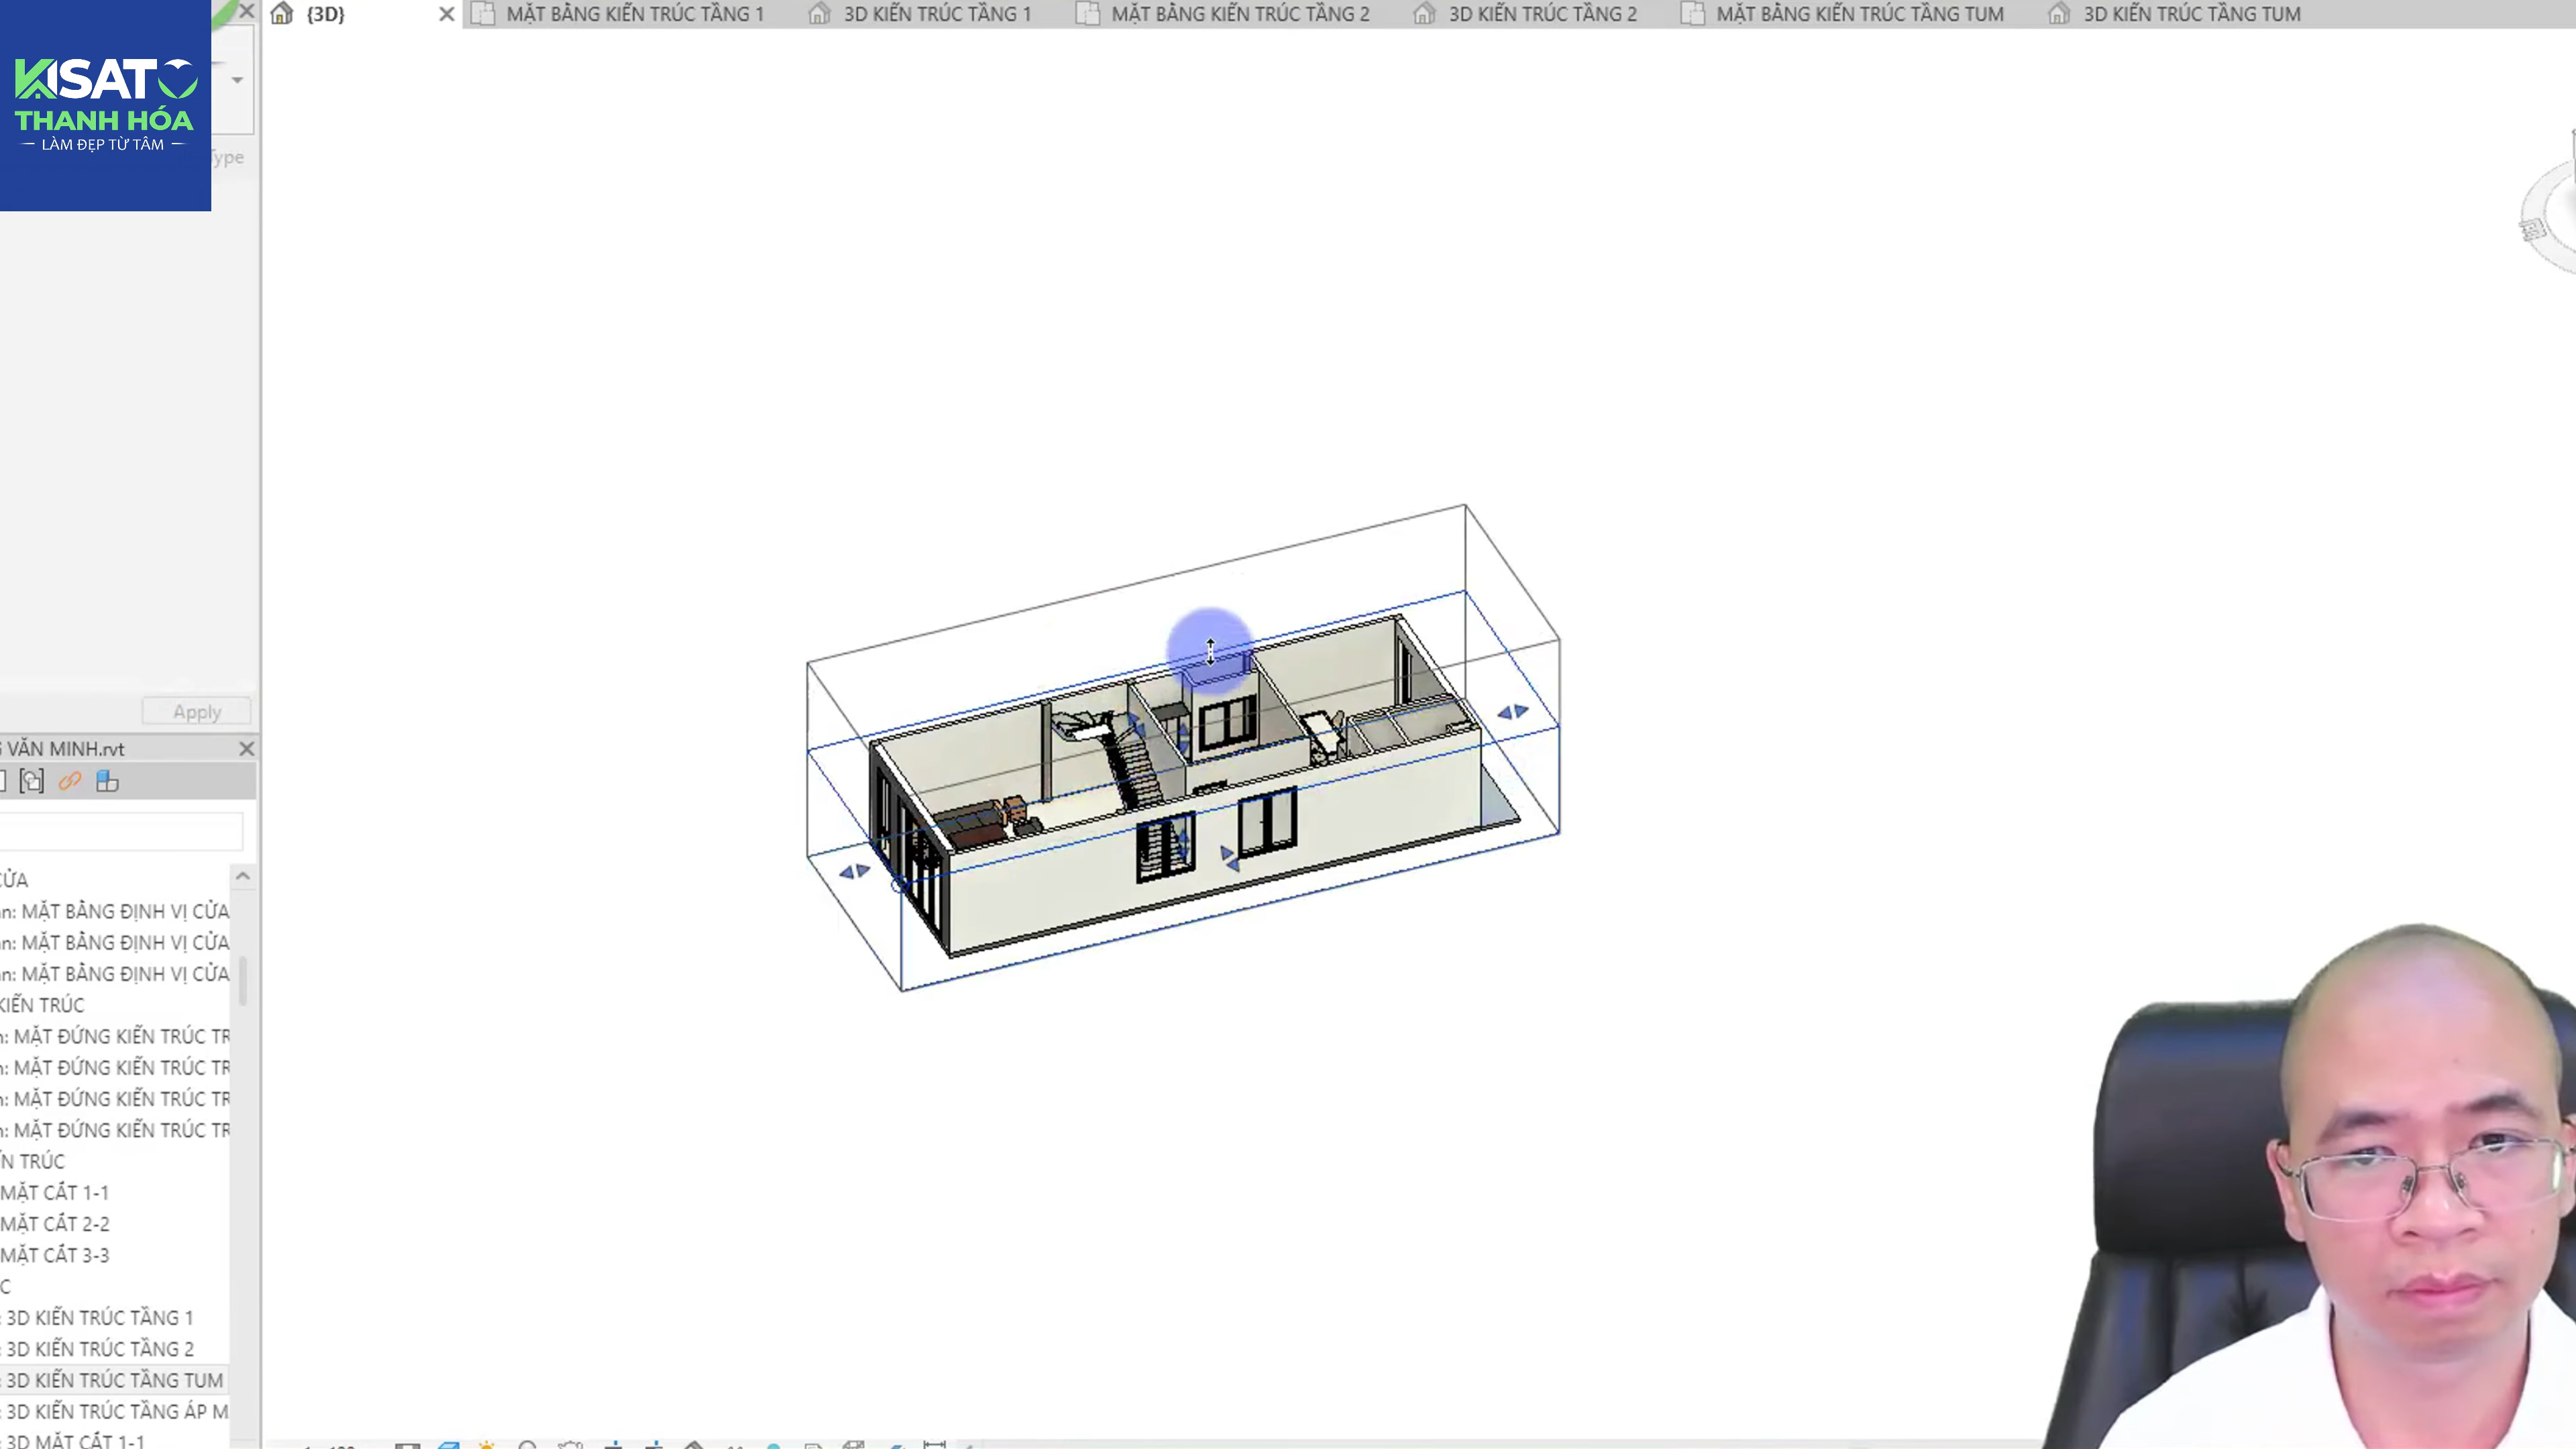 {3D}
MẶT BẰNG KIẾN TRÚC TẦNG 1
3D KIẾN TRÚC TẦNG 1
MẶT BẰNG KIẾN TRÚC TẦNG 2
3D KIẾN TRÚC TẦNG 2
MẶT BẰNG KIẾN TRÚC TẦNG TUM
3D KIẾN TRÚC TẦNG TUM
KISATO
THANH HÓA
LÀM ĐẸP TỪ TÂM
Type
Apply
VĂN MINH.rvt
CỬA
an: MẶT BẰNG ĐỊNH VỊ CỬA
an: MẶT BẰNG ĐỊNH VỊ CỬA
an: MẶT BẰNG ĐỊNH VỊ CỬA
KIẾN TRÚC
n: MẶT ĐỨNG KIẾN TRÚC TR
n: MẶT ĐỨNG KIẾN TRÚC TR
n: MẶT ĐỨNG KIẾN TRÚC TR
n: MẶT ĐỨNG KIẾN TRÚC TR
ẾN TRÚC
MẶT CẮT 1-1
MẶT CẮT 2-2
MẶT CẮT 3-3
C
: 3D KIẾN TRÚC TẦNG 1
: 3D KIẾN TRÚC TẦNG 2
: 3D KIẾN TRÚC TẦNG TUM
: 3D KIẾN TRÚC TẦNG ÁP M
: 3D MẶT CẮT 1-1